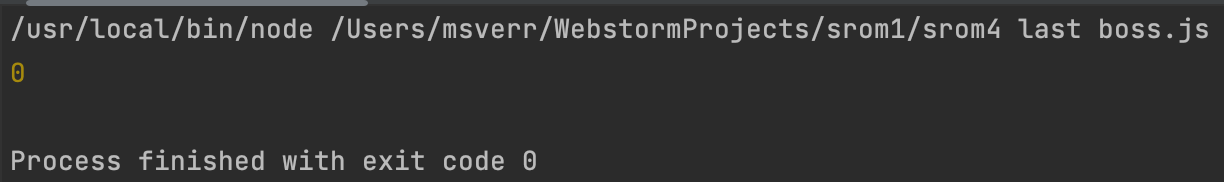 /usr/local/bin/node /Users/msverr/WebstormProjects/srom1/srom4 last boss.js
0
Process finished with exit code 0